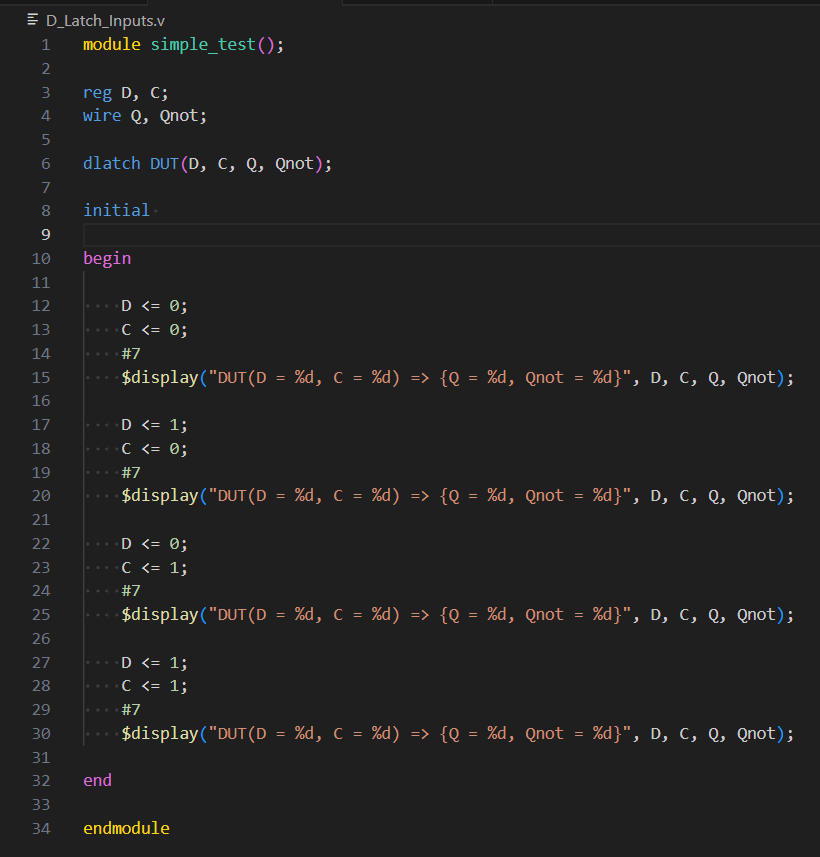 D_Latch_Inputs.v
1 module simple_test();
2
3 reg D, C;
4 wire Q, Qnot;
5
6 dlatch DUT(D, C, Q, Qnot);
7
8 initial
9
10 begin
11
12 D <= 0;
13 C <= 0;
14 #7
15 $display("DUT(D = %d, C = %d) => {Q = %d, Qnot = %d}", D, C, Q, Qnot);
16
17 D <= 1;
18 C <= 0;
19 #7
20 $display("DUT(D = %d, C = %d) => {Q = %d, Qnot = %d}", D, C, Q, Qnot);
21
22 D <= 0;
23 C <= 1;
24 #7
25 $display("DUT(D = %d, C = %d) => {Q = %d, Qnot = %d}", D, C, Q, Qnot);
26
27 D <= 1;
28 C <= 1;
29 #7
30 $display("DUT(D = %d, C = %d) => {Q = %d, Qnot = %d}", D, C, Q, Qnot);
31
32 end
33
34 endmodule